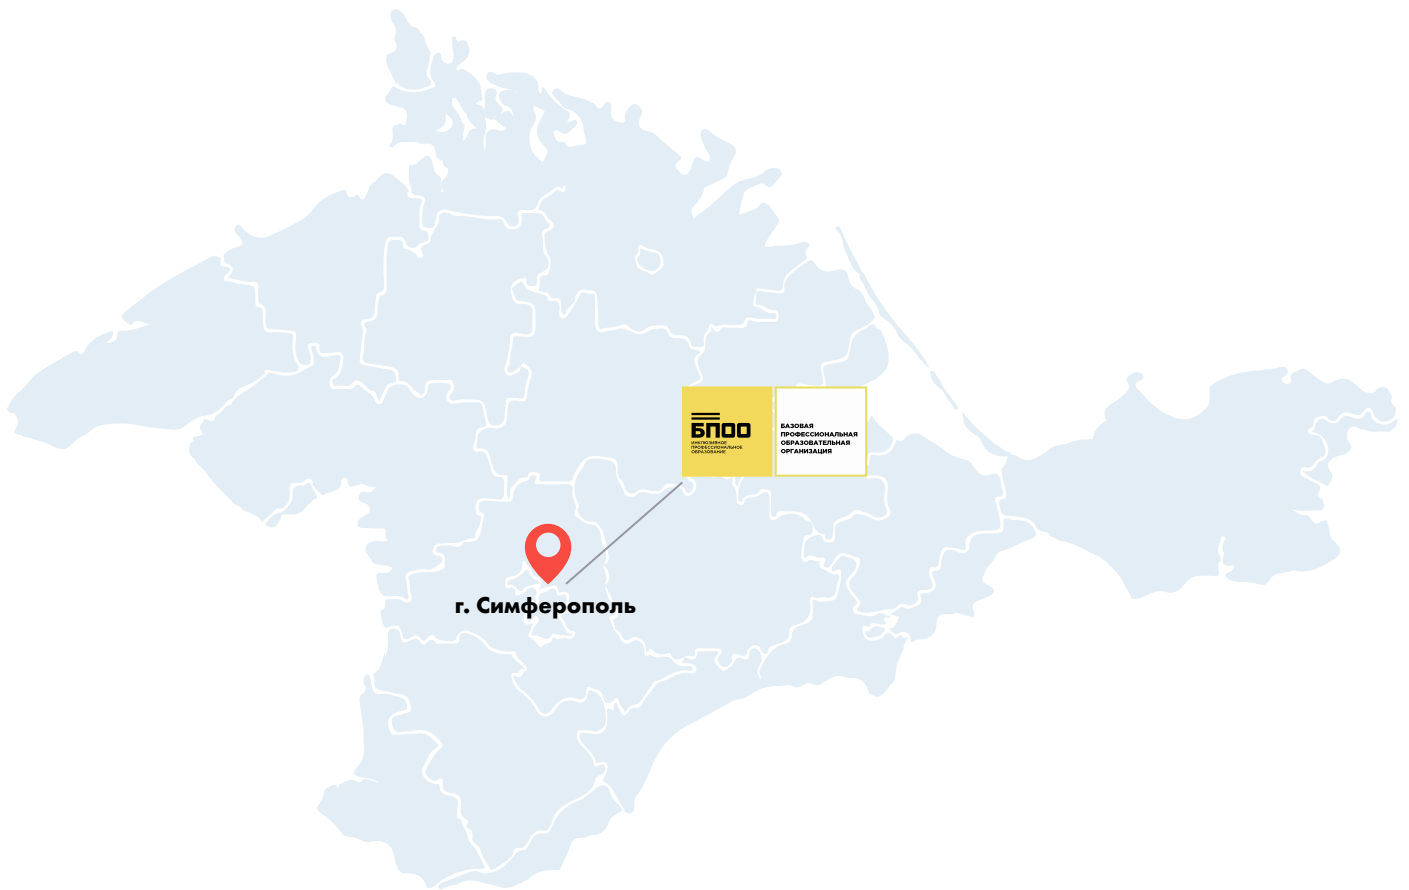 БПОО
ИНКЛЮЗИВНОЕ
ПРОФЕССИОНАЛЬНОЕ
ОБРАЗОВАНИЕ
БАЗОВАЯ
ПРОФЕССИОНАЛЬНАЯ
ОБРАЗОВАТЕЛЬНАЯ
ОРГАНИЗАЦИЯ
г. Симферополь